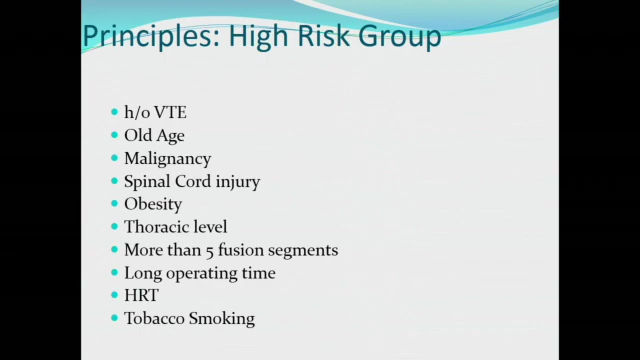 Principles: High Risk Group
h/o VTE
Old Age
Malignancy
Spinal Cord injury
Obesity
Thoracic level
More than 5 fusion segments
Long operating time
HRT
Tobacco Smoking